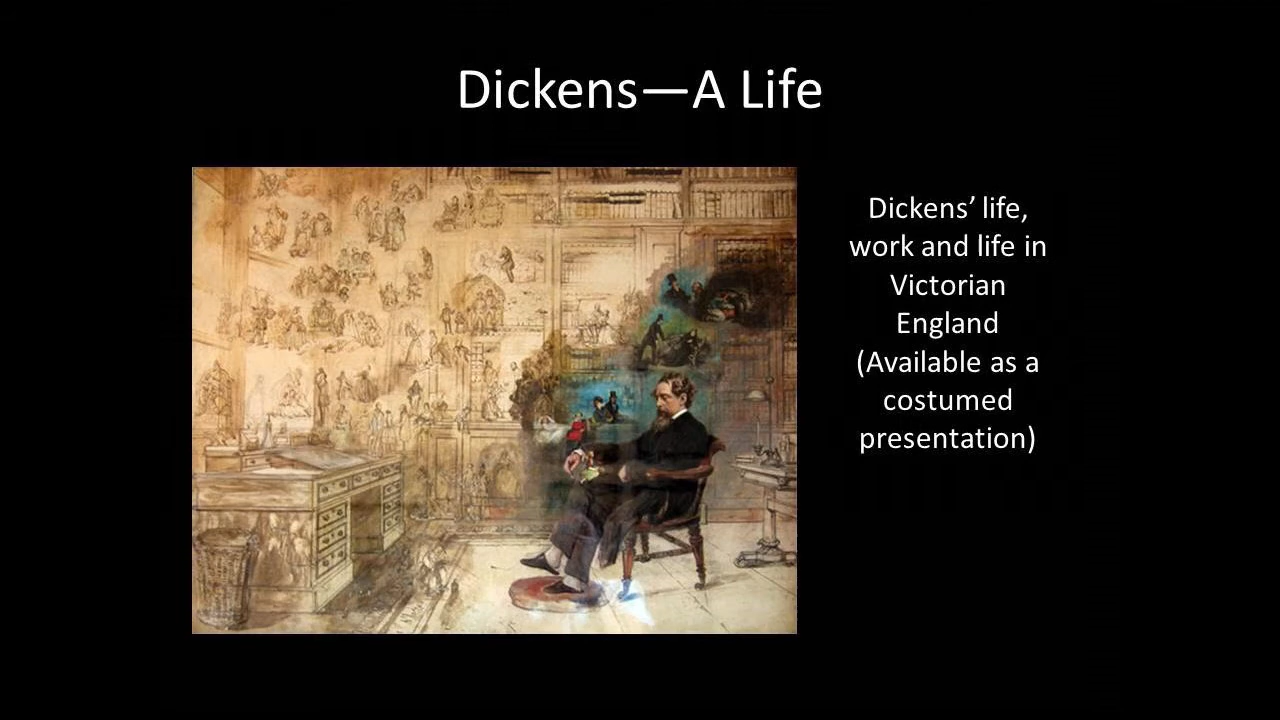 Dickens—A Life
Dickens’ life,
work and life in
Victorian
England
(Available as a
costumed
presentation)